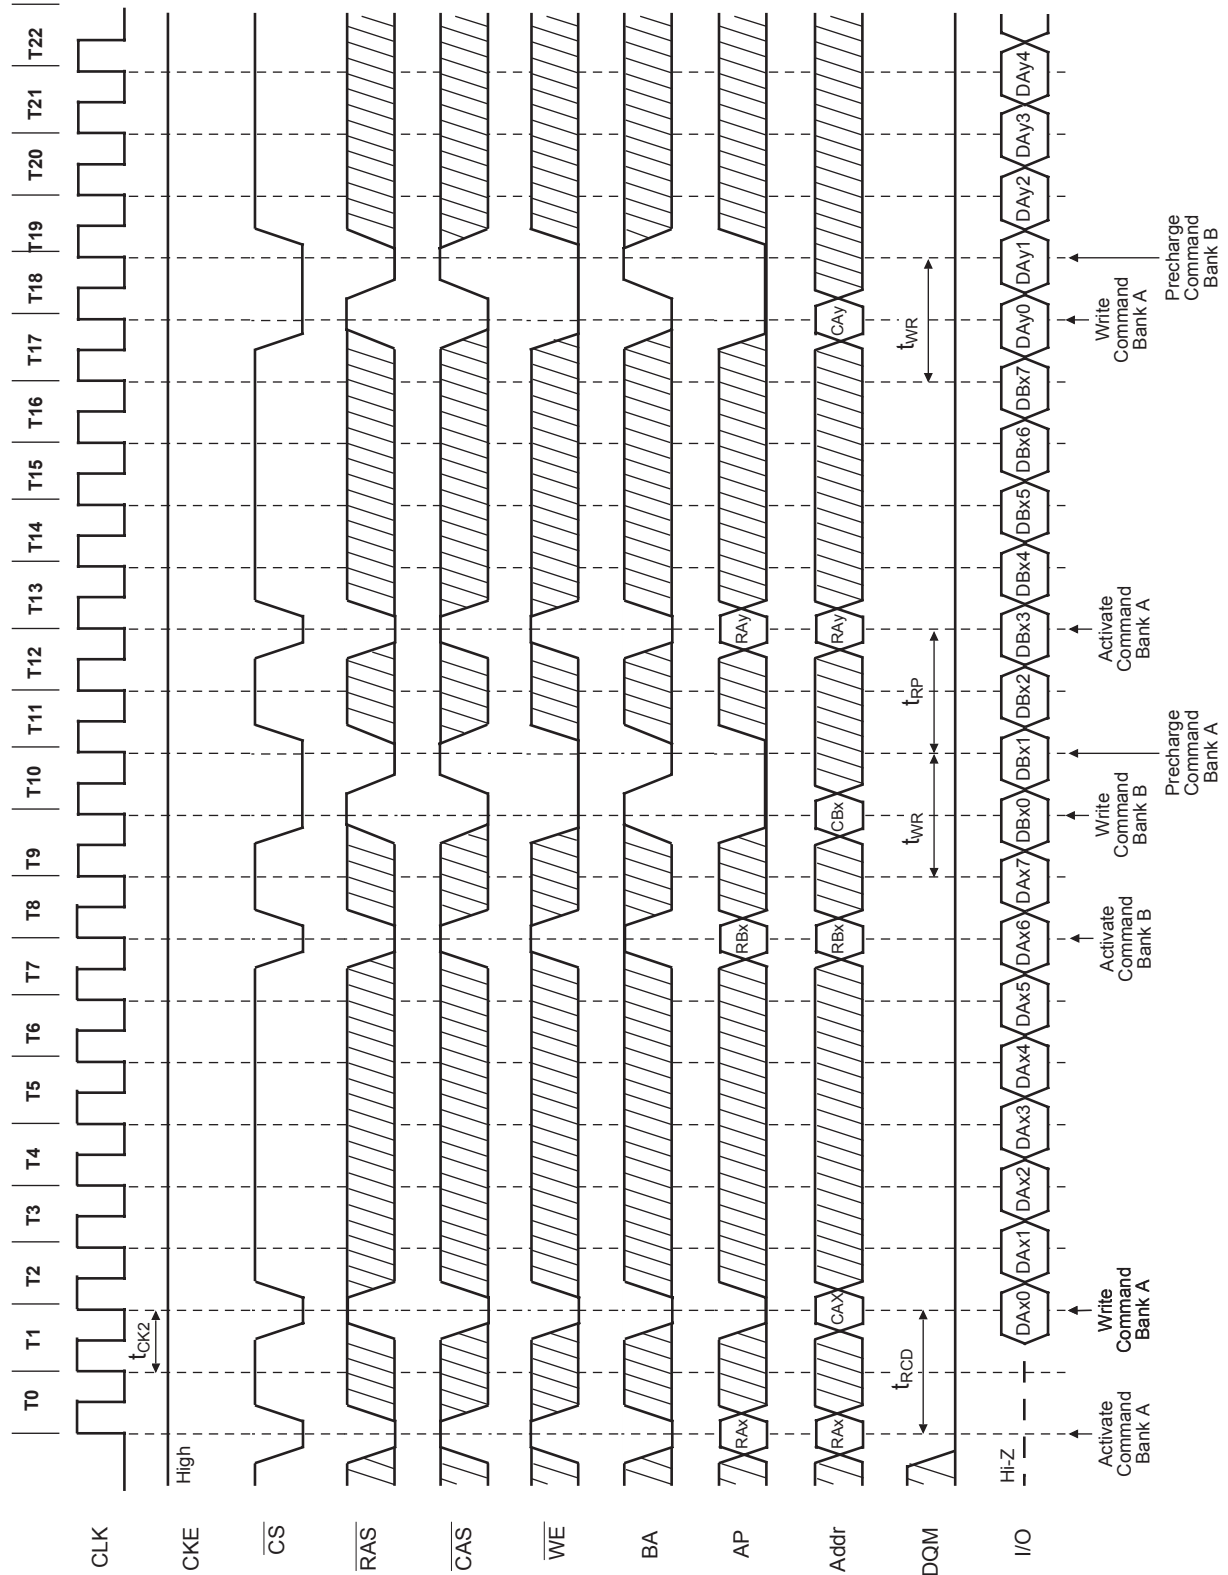 T0 T1 T2 T3 T4 T5 T6 T7 T8 T9 T10 T11 T12 T13 T14 T15 T16 T17 T18 T19 T20 T21 T22
CLK
tCK2
CKE
High
CS
RAS
CAS
WE
BA
AP
RAx RBx RAy
Addr
RAx CAX RBx CBx RAy CAy
DQM
tRCD tWR tRP tWR
I/O
Hi-Z
DAx0 DAx1 DAx2 DAx3 DAx4 DAx5 DAx6 DAx7 DBx0 DBx1 DBx2 DBx3 DBx4 DBx5 DBx6 DBx7 DAy0 DAy1 DAy2 DAy3 DAy4
Activate
Command
Bank A
Write
Command
Bank A
Activate
Command
Bank B
Write
Command
Bank B
Precharge
Command
Bank A
Activate
Command
Bank A
Write
Command
Bank A
Precharge
Command
Bank B